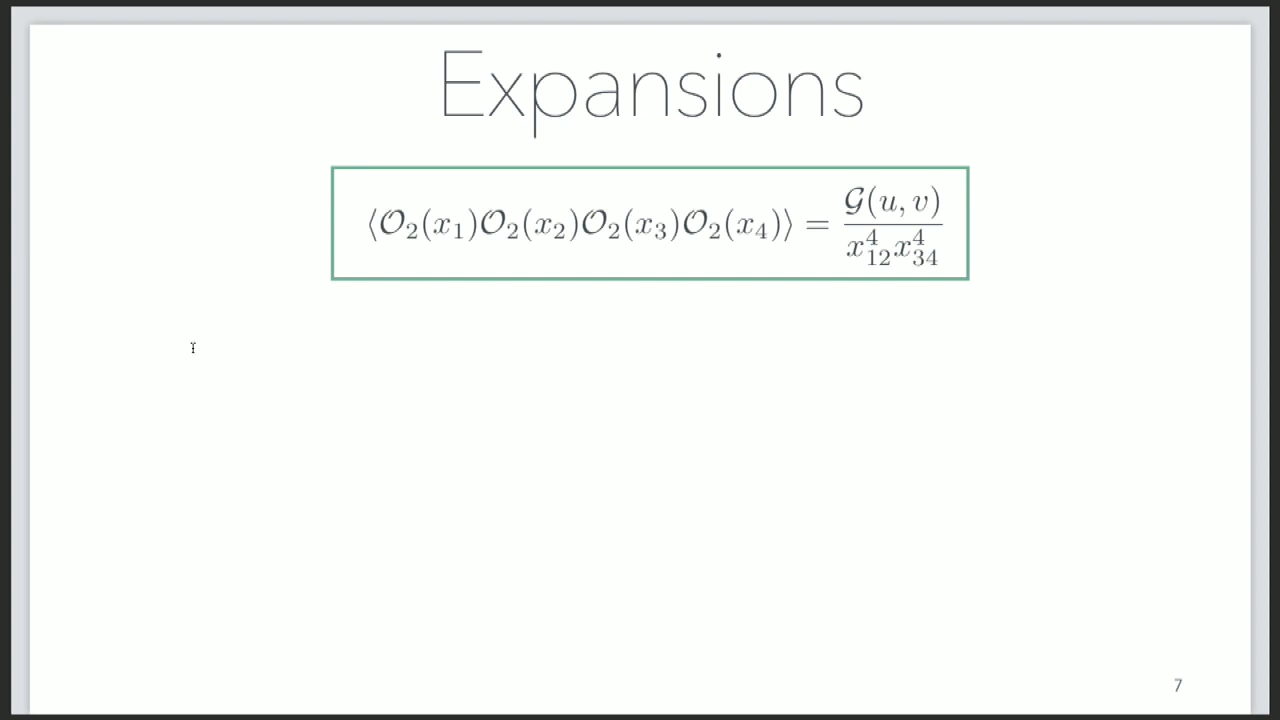 Expansions
⟨𝒪₂(x₁)𝒪₂(x₂)𝒪₂(x₃)𝒪₂(x₄)⟩ = 𝒢(u, v) / x₁₂⁴x₃₄⁴
7